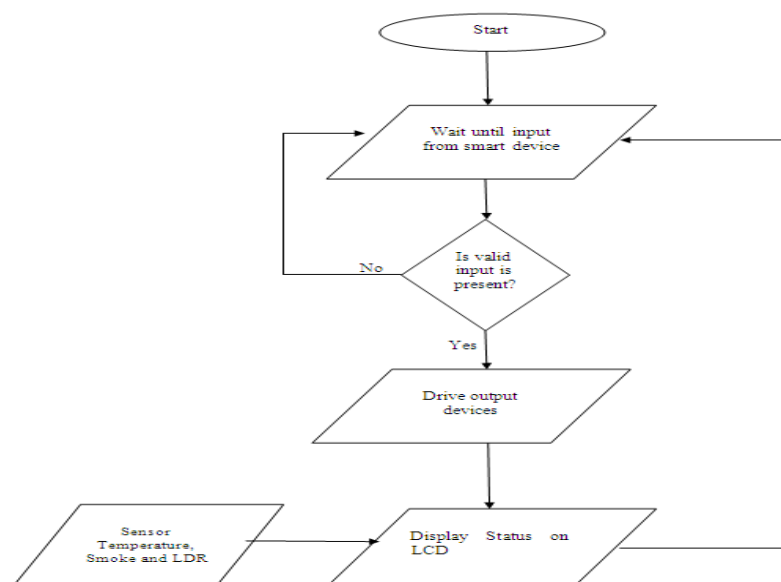 Start
Wait until input
from smart device
Is valid
input is
present?
No
Yes
Drive output
devices
Sensor
Temperature,
Smoke and LDR
Display Status on
LCD